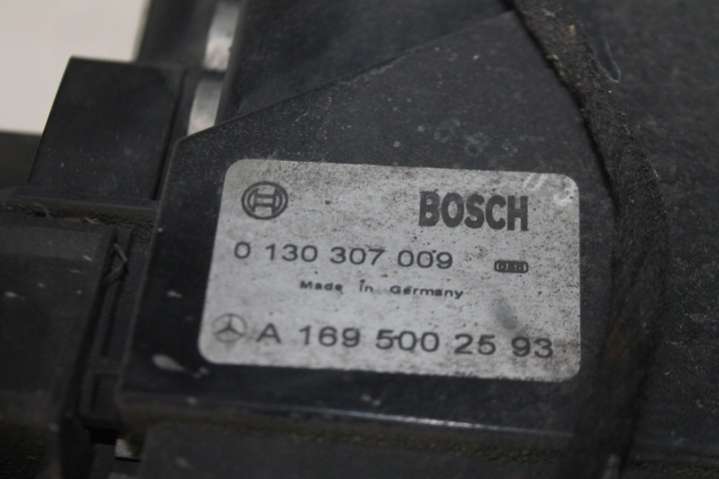 BOSCH
0 130 307 009
Made in Germany
A 169 500 25 93